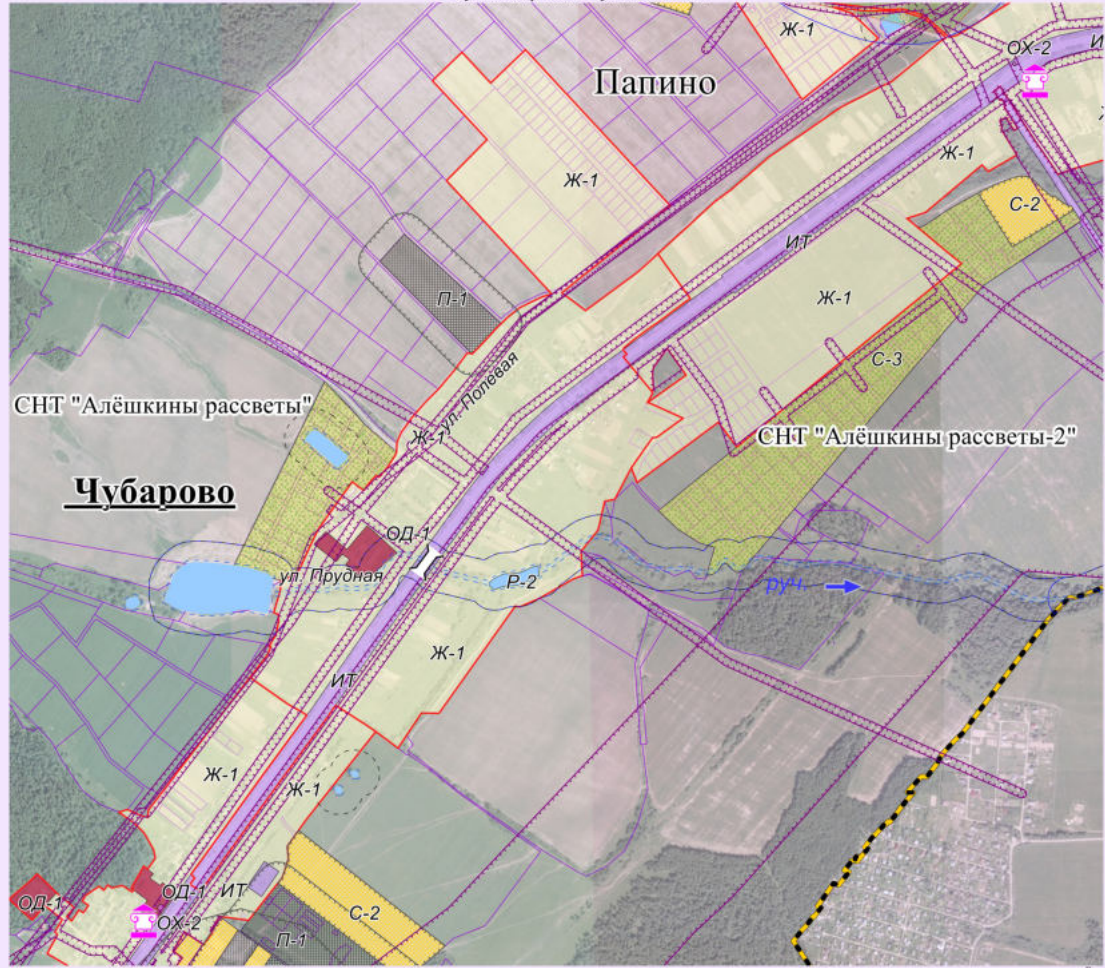 Ж-1
ОХ-2
Папино
Ж-1
Ж-1
С-2
ИТ
П-1
Ж-1
С-3
ул. Полевая
СНТ "Алёшкины рассветы"
Ж-1
СНТ "Алёшкины рассветы-2"
Чубарово
ОД-1
ул. Прудная
Р-2
руч.
Ж-1
ИТ
Ж-1
Ж-1
ОД-1
ОД-1
ИТ
С-2
ОХ-2
П-1